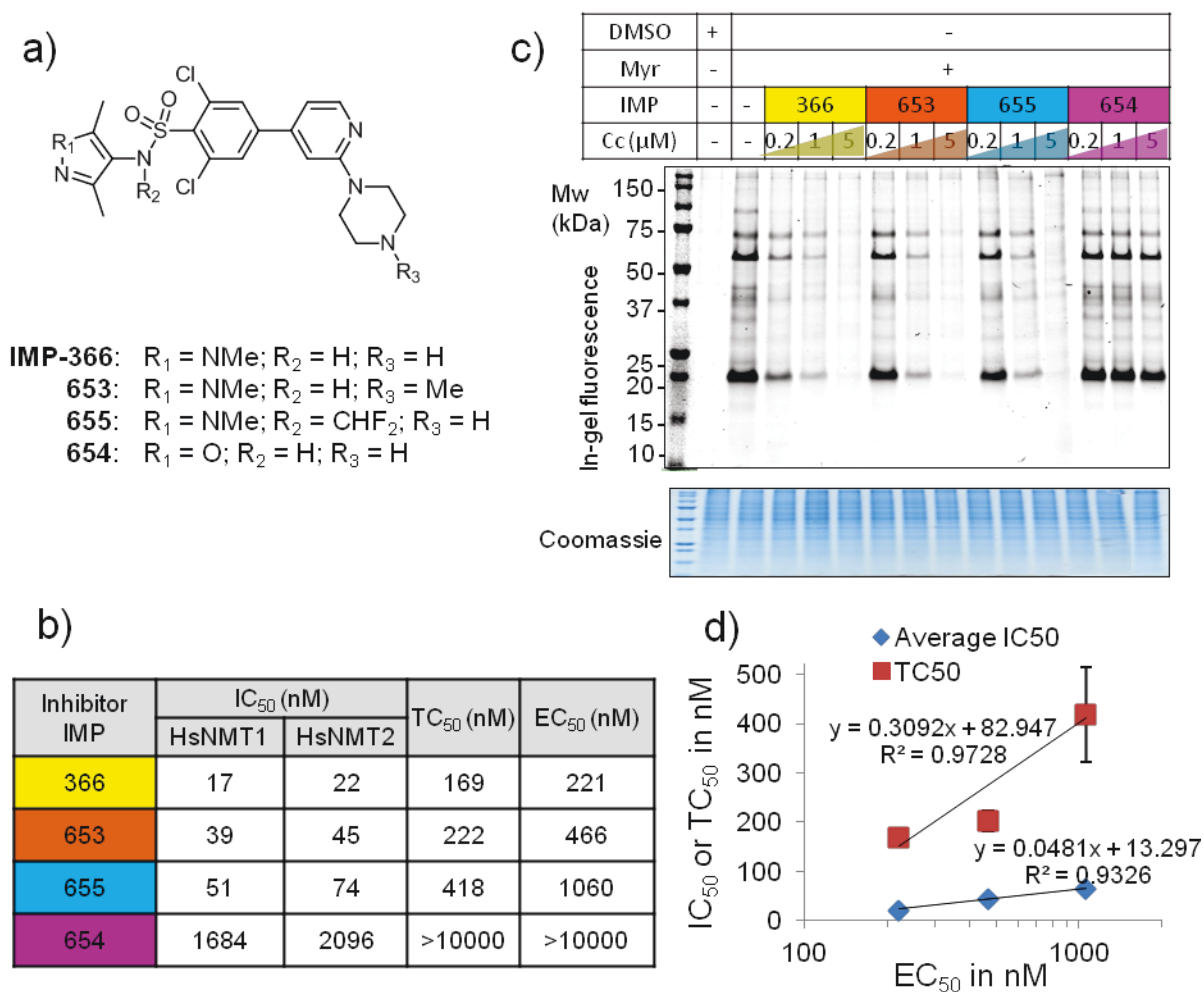 a)
Cl
O O
S
R1
N
N
R2
Cl
N
N
N
R3
IMP-366: R1 = NMe; R2 = H; R3 = H
653: R1 = NMe; R2 = H; R3 = Me
655: R1 = NMe; R2 = CHF2; R3 = H
654: R1 = O; R2 = H; R3 = H
b)
Inhibitor IMP IC50 (nM) TC50 (nM) EC50 (nM)
HsNMT1 HsNMT2
366 17 22 169 221
653 39 45 222 466
655 51 74 418 1060
654 1684 2096 >10000 >10000
c)
DMSO + -
Myr - +
IMP - - 366 653 655 654
Cc (μM) - - 0.2 1 5 0.2 1 5 0.2 1 5 0.2 1 5
Mw
(kDa)
150
75
50
37
25
20
15
10
In-gel fluorescence
Coomassie
d)
Average IC50
TC50
500
400
300
200
100
0
y = 0.3092x + 82.947
R² = 0.9728
y = 0.0481x + 13.297
R² = 0.9326
100 1000
IC50 or TC50 in nM
EC50 in nM